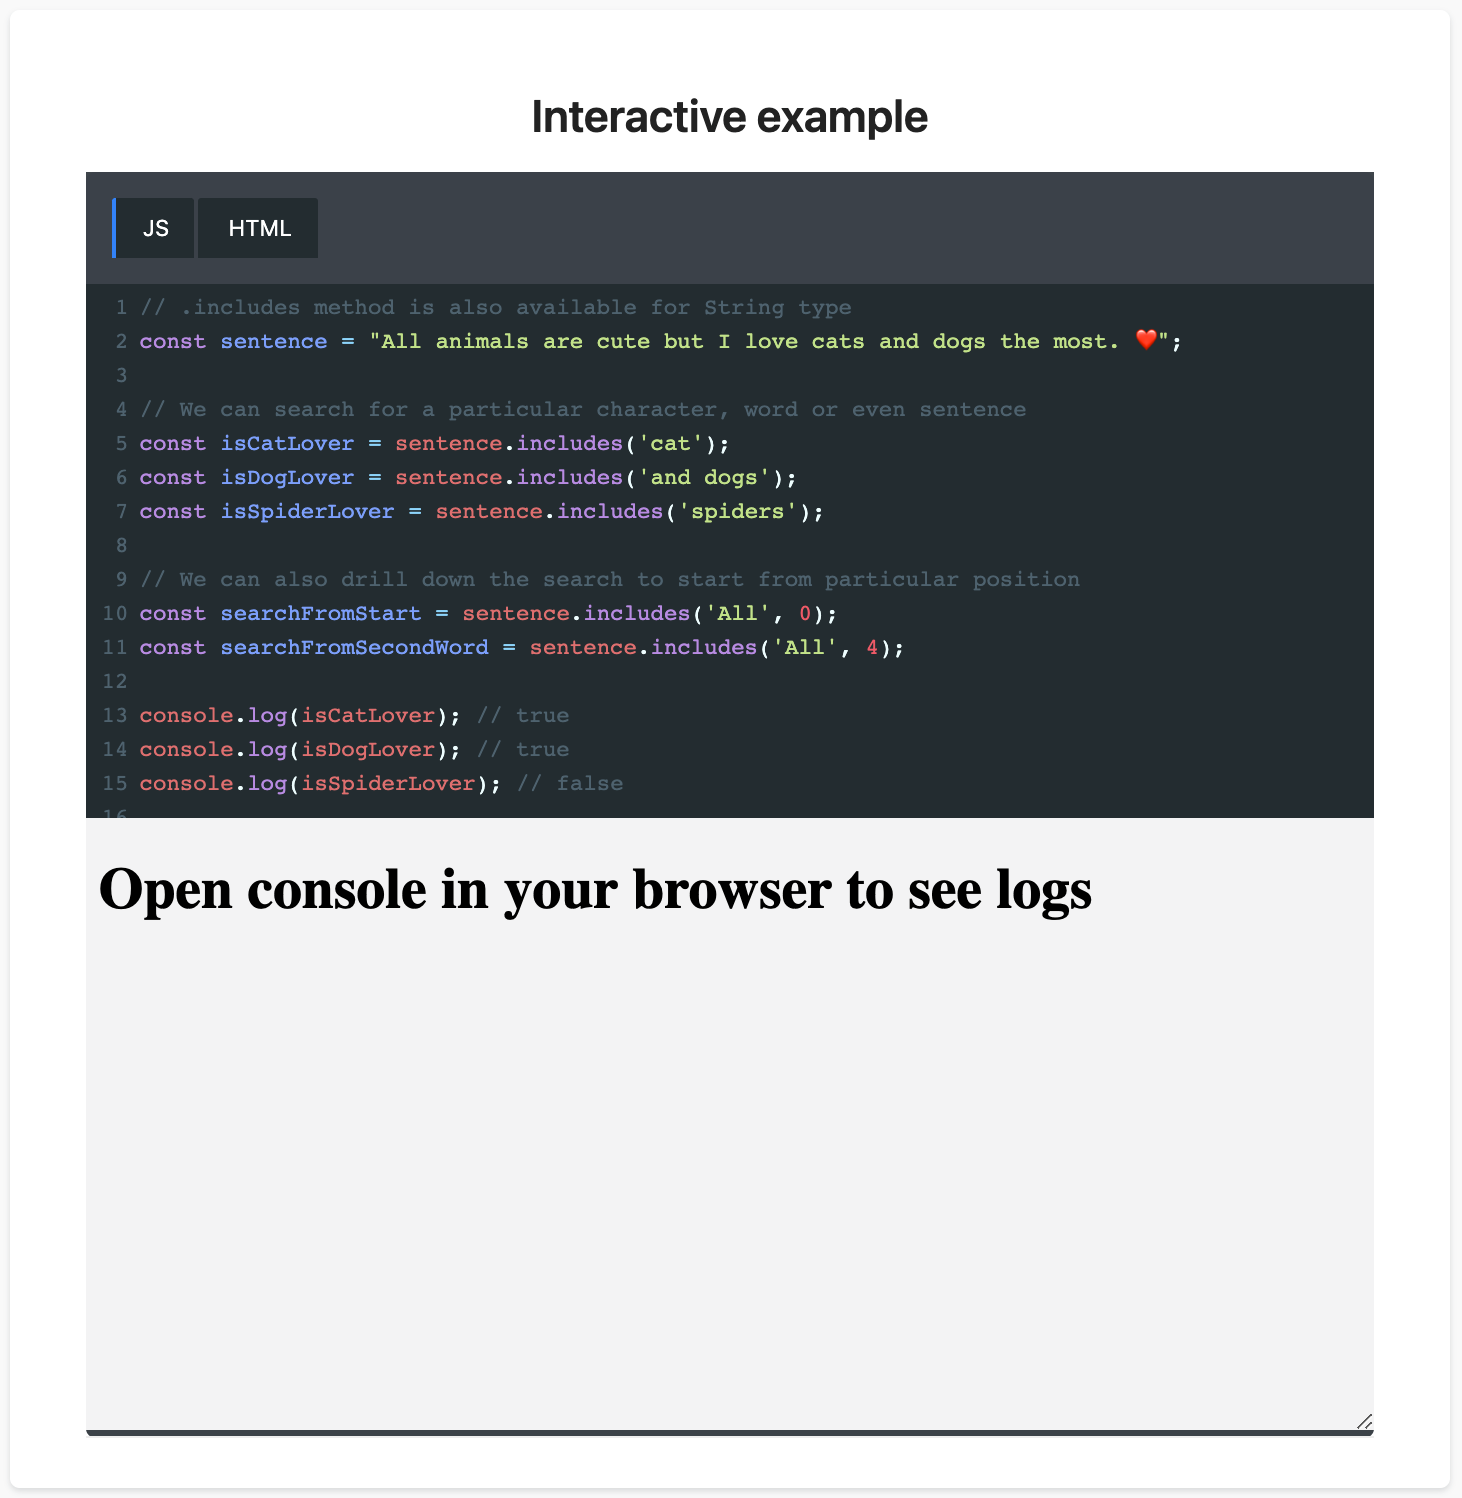 Interactive example
JS HTML
1 // .includes method is also available for String type
2 const sentence = "All animals are cute but I love cats and dogs the most. ❤️";
3
4 // We can search for a particular character, word or even sentence
5 const isCatLover = sentence.includes('cat');
6 const isDogLover = sentence.includes('and dogs');
7 const isSpiderLover = sentence.includes('spiders');
8
9 // We can also drill down the search to start from particular position
10 const searchFromStart = sentence.includes('All', 0);
11 const searchFromSecondWord = sentence.includes('All', 4);
12
13 console.log(isCatLover); // true
14 console.log(isDogLover); // true
15 console.log(isSpiderLover); // false
16
Open console in your browser to see logs